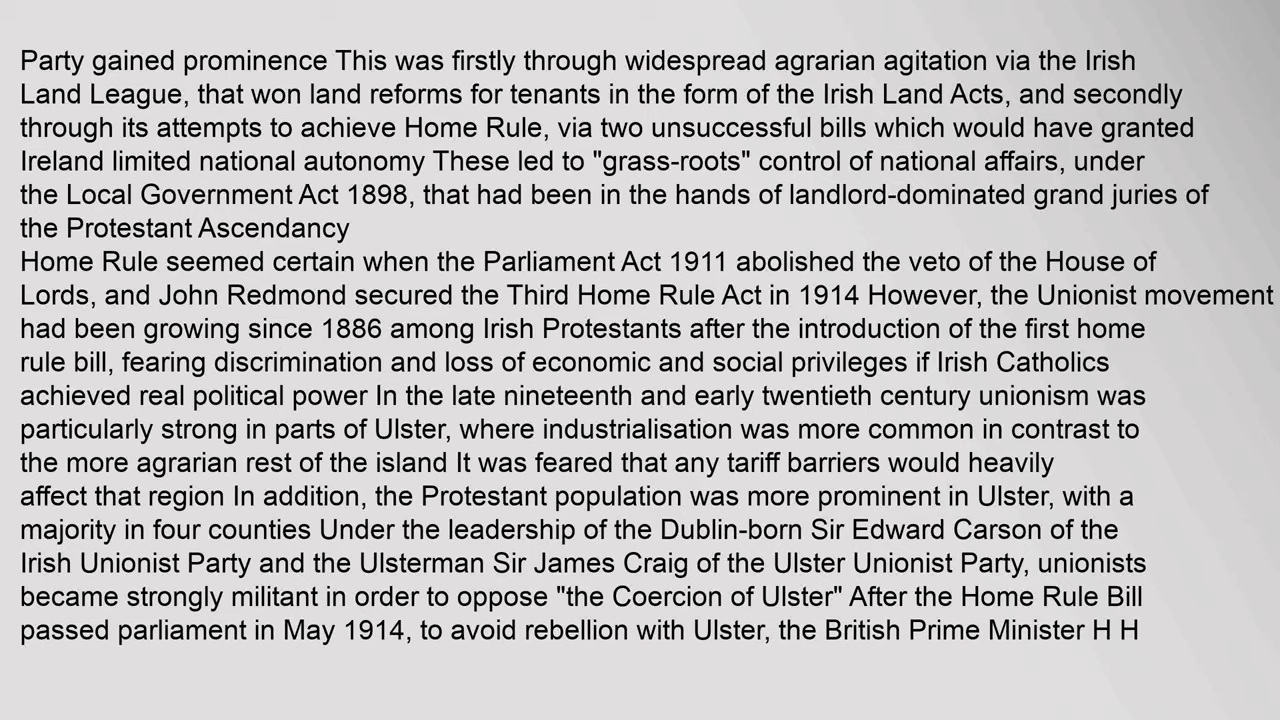 Party gained prominence This was firstly through widespread agrarian agitation via the Irish
Land League, that won land reforms for tenants in the form of the Irish Land Acts, and secondly
through its attempts to achieve Home Rule, via two unsuccessful bills which would have granted
Ireland limited national autonomy These led to "grass-roots" control of national affairs, under
the Local Government Act 1898, that had been in the hands of landlord-dominated grand juries of
the Protestant Ascendancy
Home Rule seemed certain when the Parliament Act 1911 abolished the veto of the House of
Lords, and John Redmond secured the Third Home Rule Act in 1914 However, the Unionist movement
had been growing since 1886 among Irish Protestants after the introduction of the first home
rule bill, fearing discrimination and loss of economic and social privileges if Irish Catholics
achieved real political power In the late nineteenth and early twentieth century unionism was
particularly strong in parts of Ulster, where industrialisation was more common in contrast to
the more agrarian rest of the island It was feared that any tariff barriers would heavily
affect that region In addition, the Protestant population was more prominent in Ulster, with a
majority in four counties Under the leadership of the Dublin-born Sir Edward Carson of the
Irish Unionist Party and the Ulsterman Sir James Craig of the Ulster Unionist Party, unionists
became strongly militant in order to oppose "the Coercion of Ulster" After the Home Rule Bill
passed parliament in May 1914, to avoid rebellion with Ulster, the British Prime Minister H H